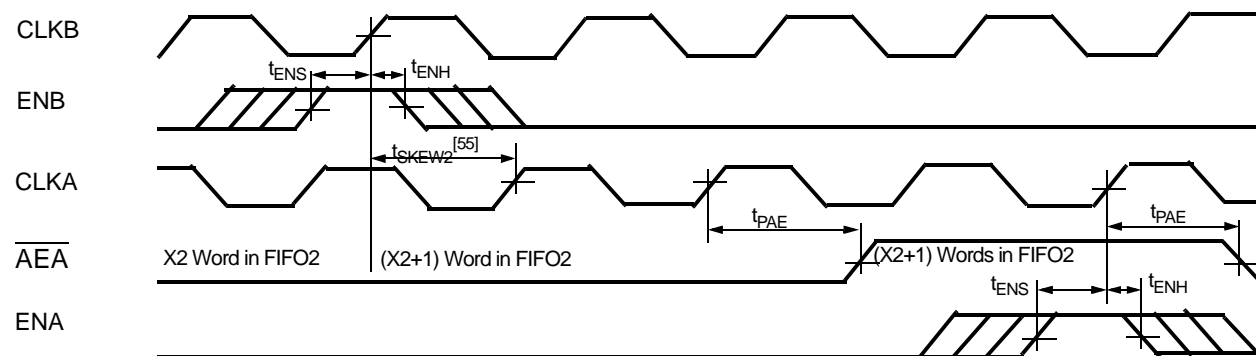 CLKB
tENS tENH
ENB
tSKEW2[55]
CLKA
tPAE tPAE
AEA X2 Word in FIFO2 (X2+1) Word in FIFO2 (X2+1) Words in FIFO2
tENS tENH
ENA